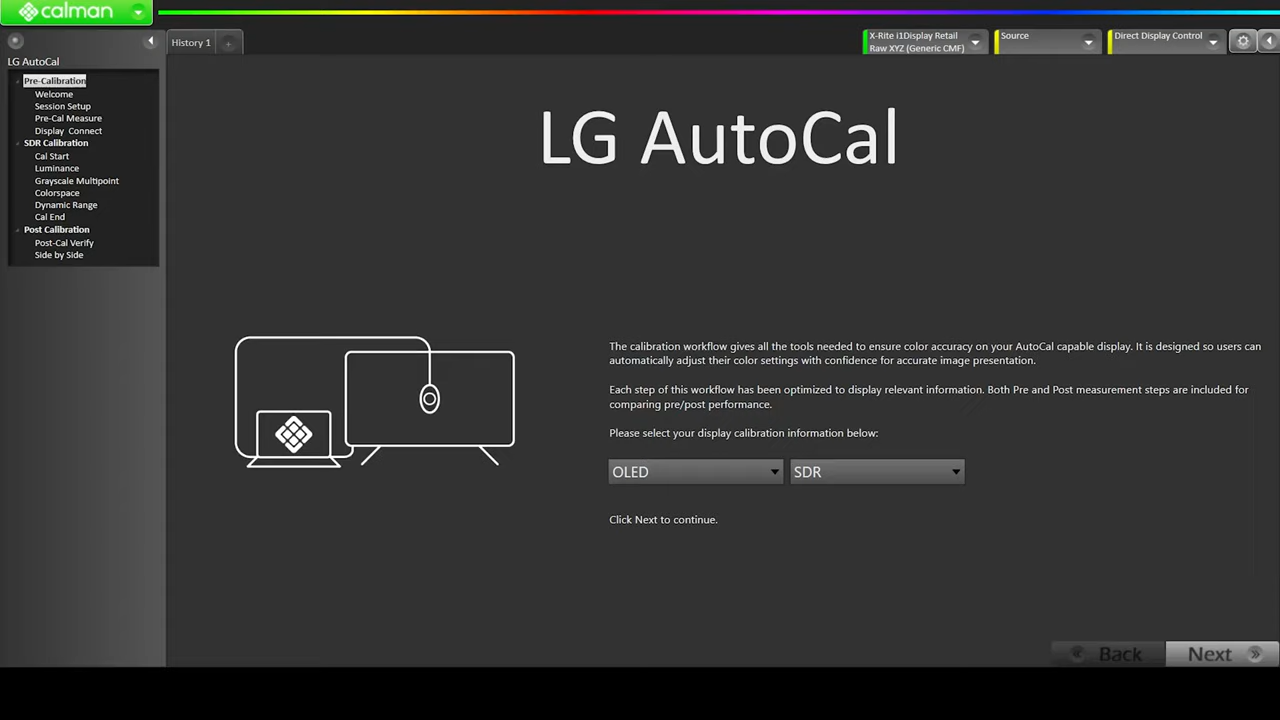 calman
History 1
+
X-Rite i1Display Retail
Raw XYZ (Generic CMF)
Source
Direct Display Control
LG AutoCal
Pre-Calibration
Welcome
Session Setup
Pre-Cal Measure
Display Connect
SDR Calibration
Cal Start
Luminance
Grayscale Multipoint
Colorspace
Dynamic Range
Cal End
Post Calibration
Post-Cal Verify
Side by Side
LG AutoCal
The calibration workflow gives all the tools needed to ensure color accuracy on your AutoCal capable display. It is designed so users can
automatically adjust their color settings with confidence for accurate image presentation.
Each step of this workflow has been optimized to display relevant information. Both Pre and Post measurement steps are included for
comparing pre/post performance.
Please select your display calibration information below:
OLED
SDR
Click Next to continue.
Back
Next